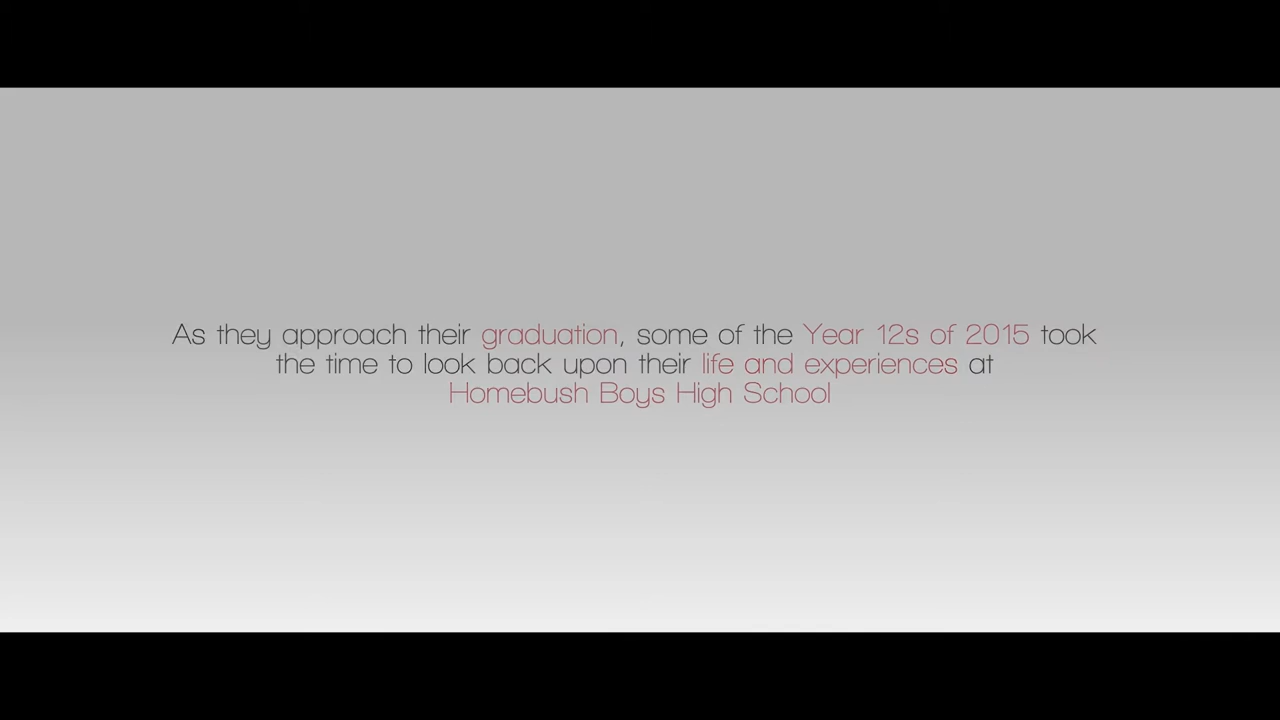 As they approach their graduation, some of the Year 12s of 2015 took
the time to look back upon their life and experiences at
Homebush Boys High School